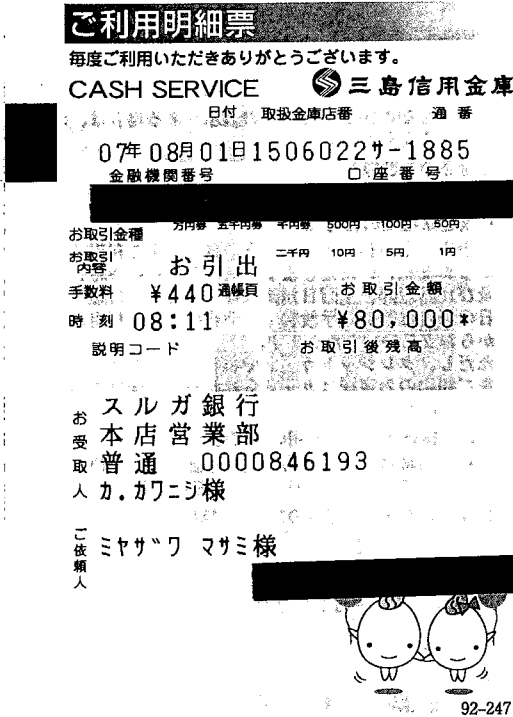 ご利用明細票
毎度ご利用いただきありがとうございます。
CASH SERVICE 三島信用金庫
日付 取扱金庫店番 通番
07年08月01日1506022サ-1885
金融機関番号 口座番号
お取引金種 万円券 五千円券 千円券 500円 100円 50円
お取引内容 お引出 二千円 10円 5円 1円
手数料 ¥440 通帳頁 お取引金額
時刻 08:11 ¥80,000*
説明コード お取引後残高
お受取人
スルガ銀行
本店営業部
普通 0000846193
カ.カワニシ様
ご依頼人
ミヤザワ マサミ様
92-247